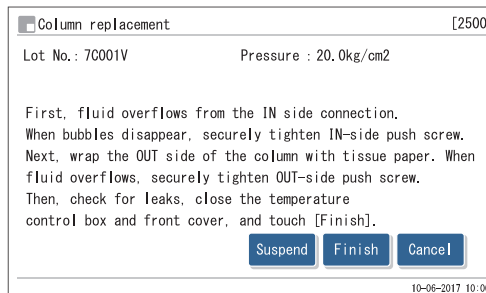 Column replacement [2500
Lot No.: 7C001V Pressure : 20.0kg/cm2
First, fluid overflows from the IN side connection.
When bubbles disappear, securely tighten IN-side push screw.
Next, wrap the OUT side of the column with tissue paper. When
fluid overflows, securely tighten OUT-side push screw.
Then, check for leaks, close the temperature
control box and front cover, and touch [Finish].
Suspend Finish Cancel
10-06-2017 10:00